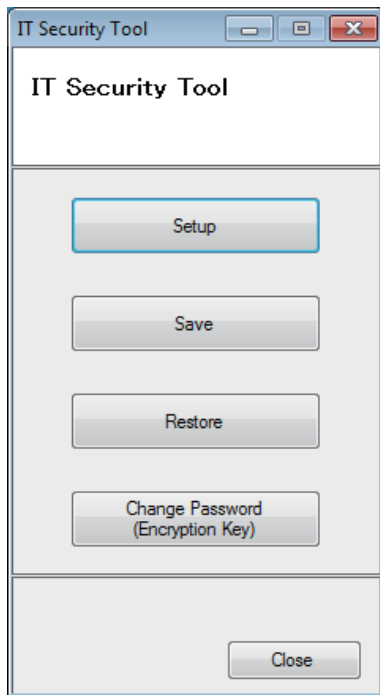 IT Security Tool
IT Security Tool
Setup
Save
Restore
Change Password
(Encryption Key)
Close